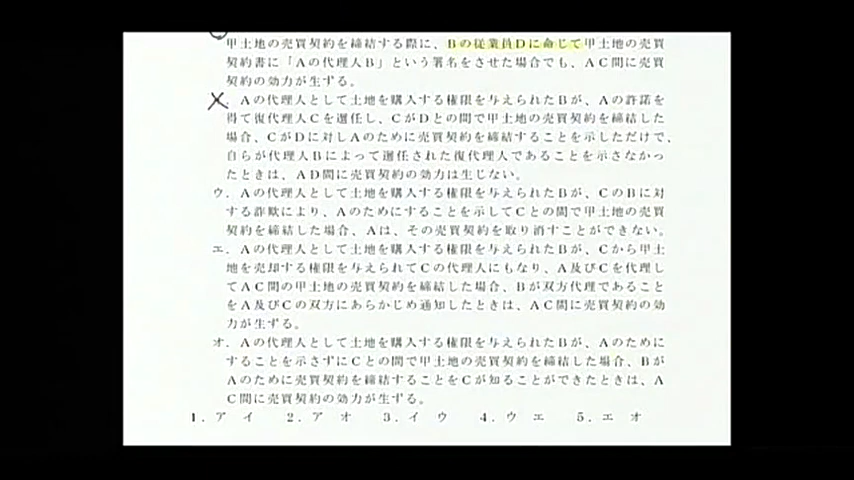 甲土地の売買契約を締結する際に、Bの従業員Dに命じて甲土地の売買
契約書に「Aの代理人B」という署名をさせた場合でも、AC間に売買
契約の効力が生ずる。
Aの代理人として土地を購入する権限を与えられたBが、Aの許諾を
得て復代理人Cを選任し、CがDとの間で甲土地の売買契約を締結した
場合、CがDに対しAのために売買契約を締結することを示しただけで、
自らが代理人Bによって選任された復代理人であることを示さなかっ
たときは、AD間に売買契約の効力は生じない。
ウ．Aの代理人として土地を購入する権限を与えられたBが、CのBに対
する詐欺により、AのためにすることをしめしてCとの間で甲土地の売買
契約を締結した場合、Aは、その売買契約を取り消すことができない。
エ．Aの代理人として土地を購入する権限を与えられたBが、Cから甲土
地を売却する権限を与えられてCの代理人にもなり、A及びCを代理し
てAC間の甲土地の売買契約を締結した場合、Bが双方代理であること
をA及びCの双方にあらかじめ通知したときは、AC間に売買契約の効
力が生ずる。
オ．Aの代理人として土地を購入する権限を与えられたBが、Aのために
することを示さずにCとの間で甲土地の売買契約を締結した場合、Bが
Aのために売買契約を締結することをCが知ることができたときは、A
C間に売買契約の効力が生ずる。
1．ア イ 2．ア オ 3．イ ウ 4．ウ エ 5．エ オ